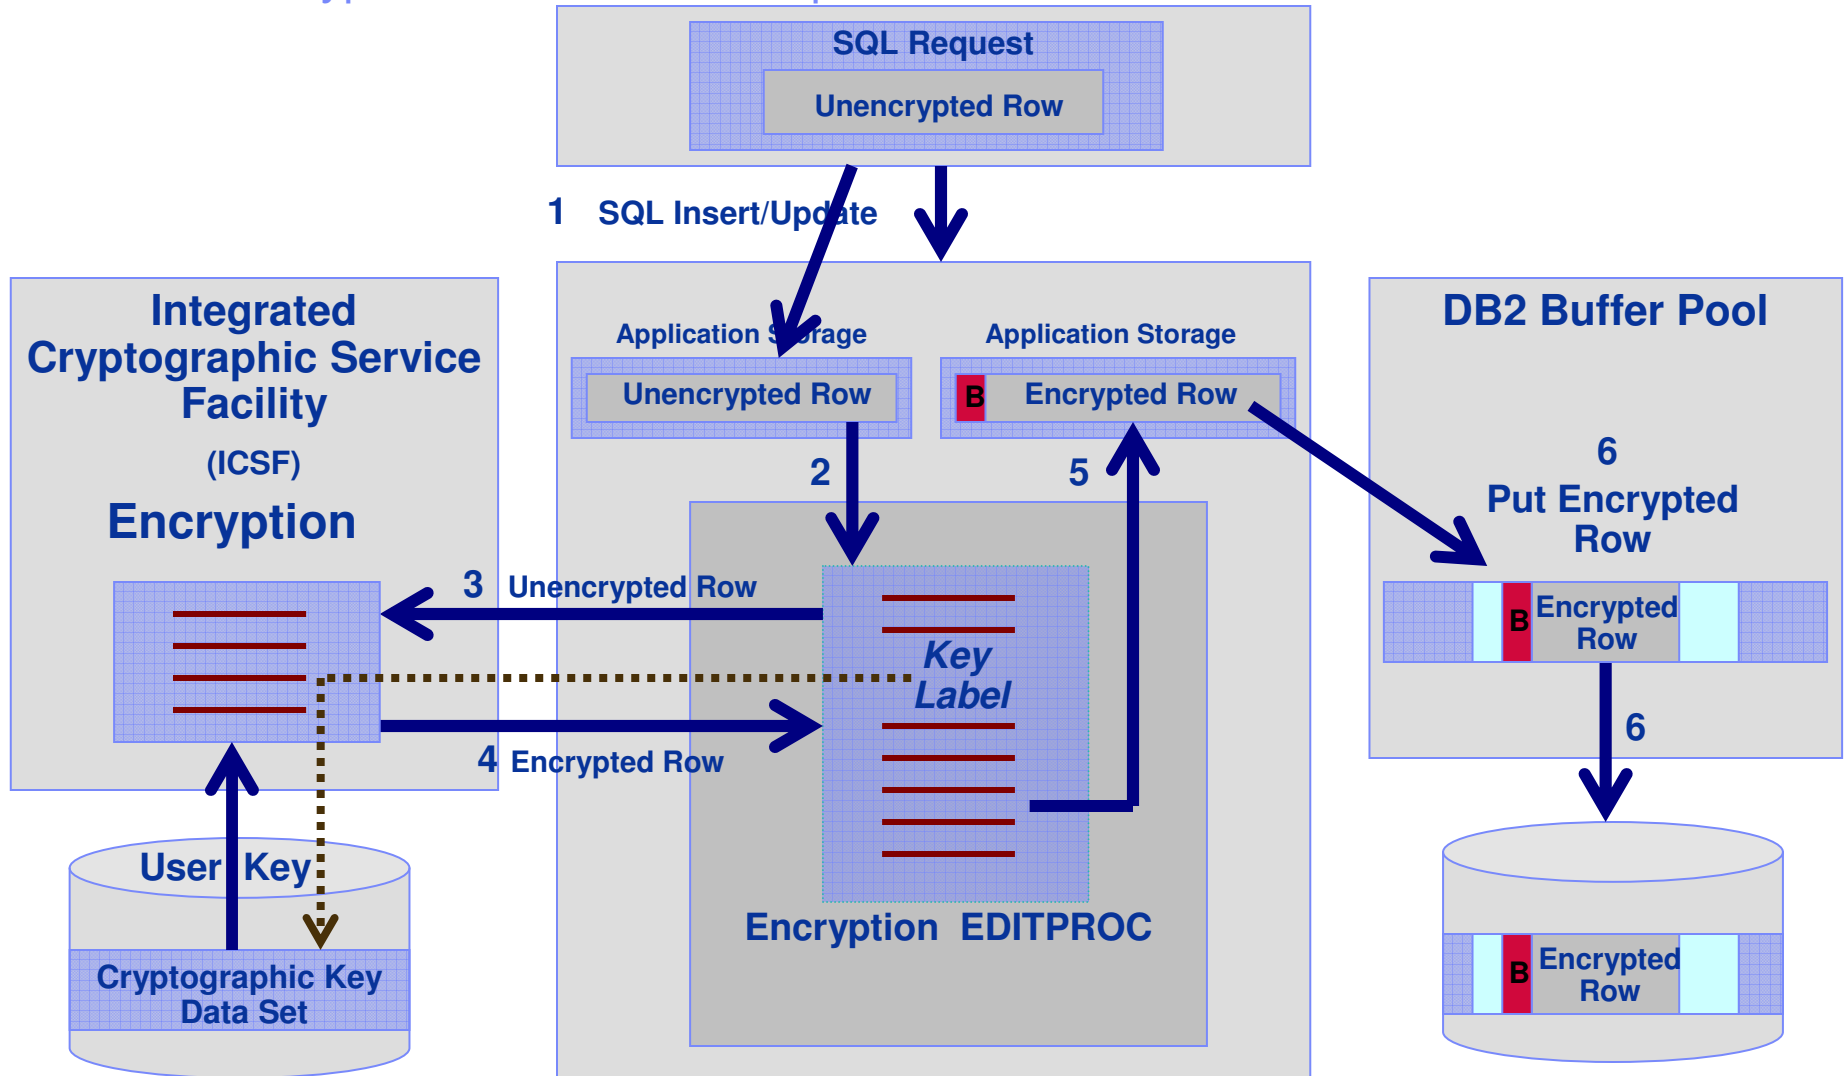 SQL Request
Unencrypted Row
1 SQL Insert/Update
Integrated
Cryptographic Service
Facility
(ICSF)
Encryption
Application Storage
Unencrypted Row
Application Storage
B Encrypted Row
2
5
3 Unencrypted Row
Key
Label
4 Encrypted Row
Encryption EDITPROC
User Key
Cryptographic Key
Data Set
DB2 Buffer Pool
6
Put Encrypted
Row
B Encrypted
Row
6
B Encrypted
Row